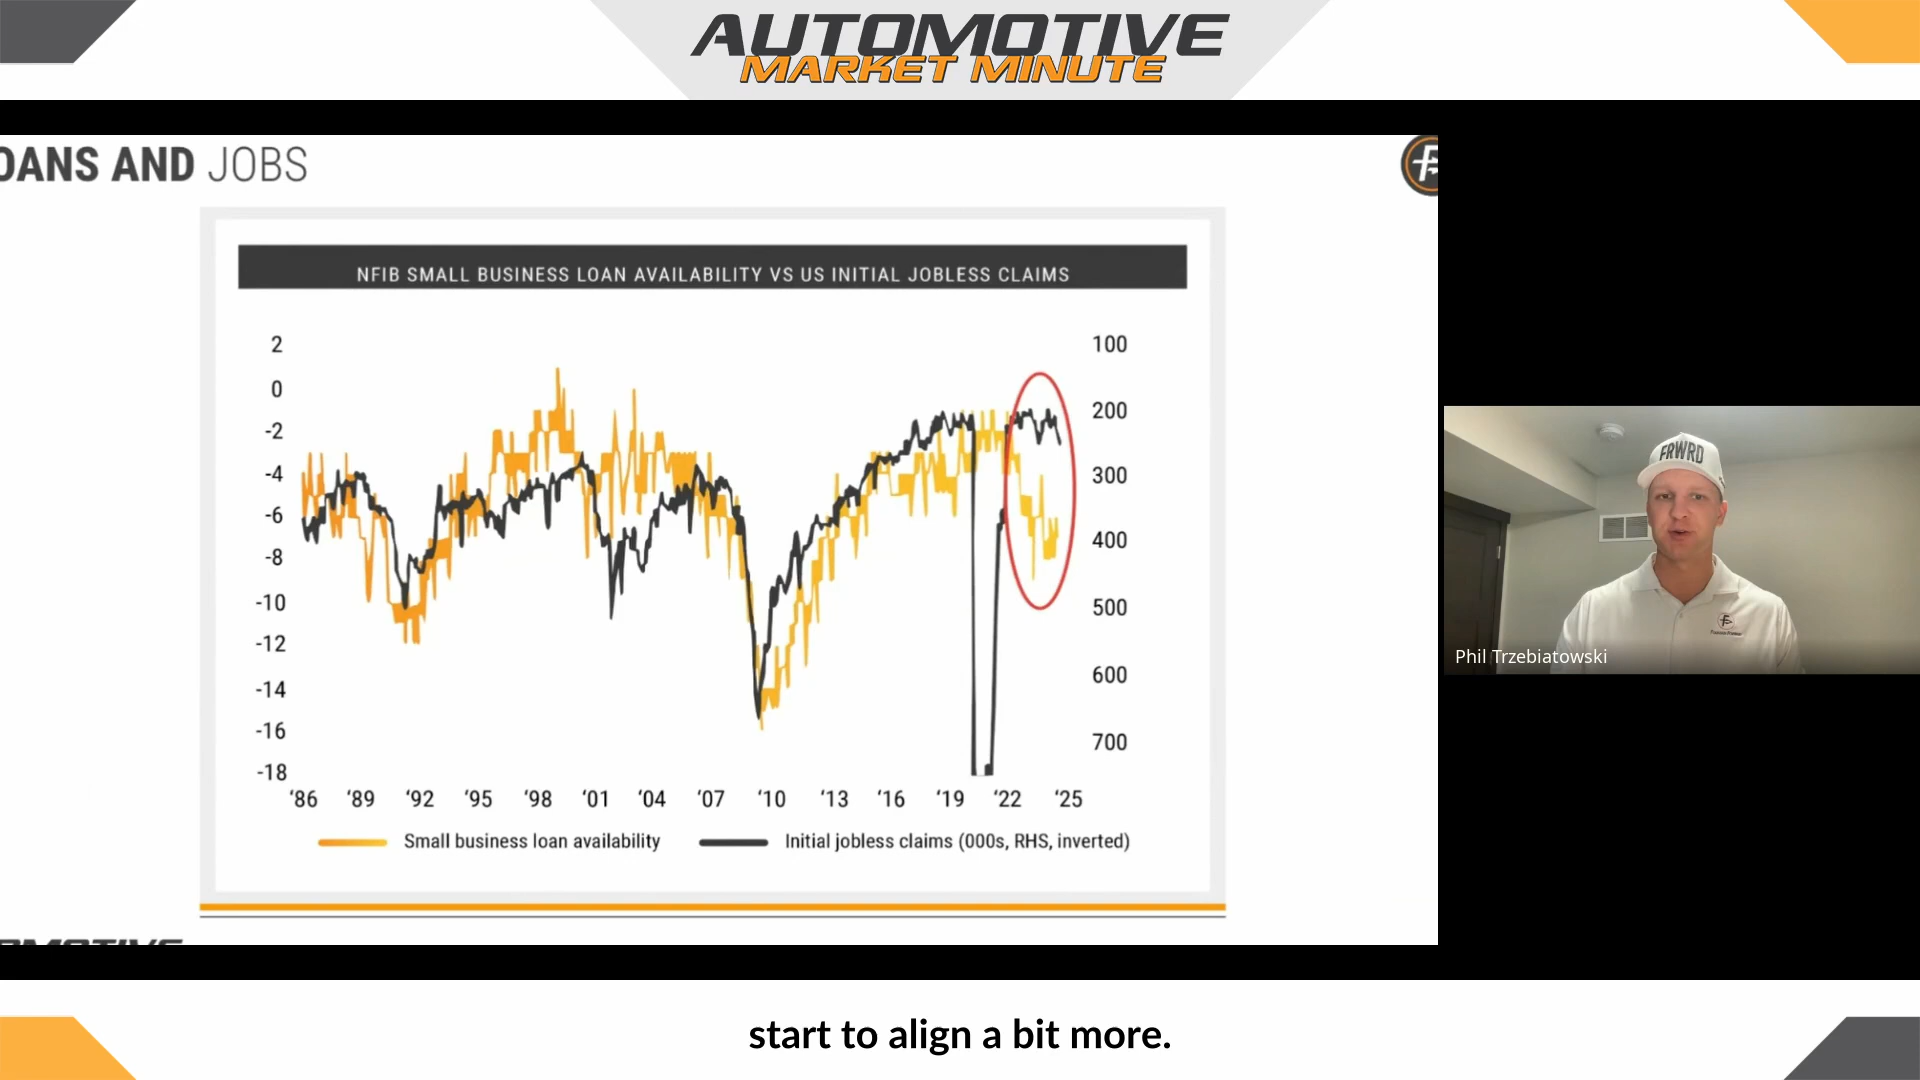 AUTOMOTIVE
MARKET MINUTE
OANS AND JOBS
NFIB SMALL BUSINESS LOAN AVAILABILITY VS US INITIAL JOBLESS CLAIMS
2
0
-2
-4
-6
-8
-10
-12
-14
-16
-18
100
200
300
400
500
600
700
‘86 ‘89 ‘92 ‘95 ‘98 ‘01 ‘04 ‘07 ‘10 ‘13 ‘16 ‘19 ‘22 ‘25
Small business loan availability Initial jobless claims (000s, RHS, inverted)
FRWRD
Phil Trzebiatowski
start to align a bit more.